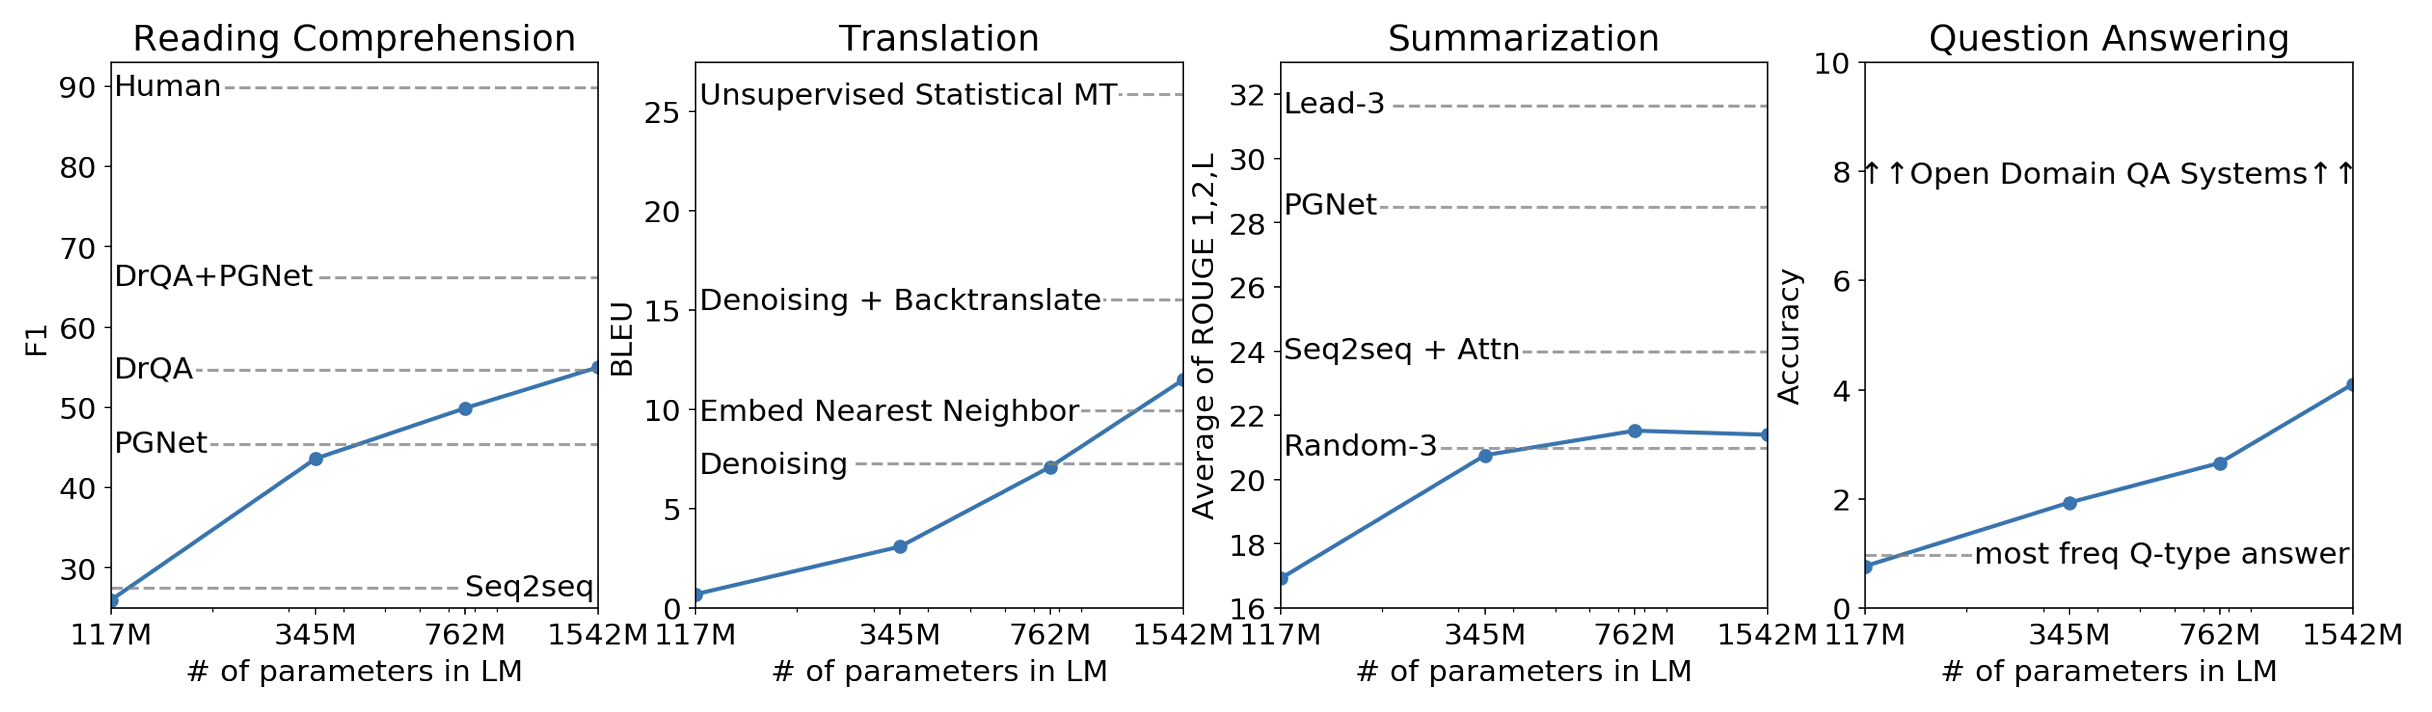 Reading Comprehension
90
80
70
60
50
40
30
F1
Human
DrQA+PGNet
DrQA
PGNet
Seq2seq
117M 345M 762M 1542M
# of parameters in LM
Translation
25
20
15
10
5
0
BLEU
Unsupervised Statistical MT
Denoising + Backtranslate
Embed Nearest Neighbor
Denoising
117M 345M 762M 1542M
# of parameters in LM
Summarization
32
30
28
26
24
22
20
18
16
Average of ROUGE 1,2,L
Lead-3
PGNet
Seq2seq + Attn
Random-3
117M 345M 762M 1542M
# of parameters in LM
Question Answering
10
8
6
4
2
0
Accuracy
↑↑Open Domain QA Systems↑↑
most freq Q-type answer
117M 345M 762M 1542M
# of parameters in LM